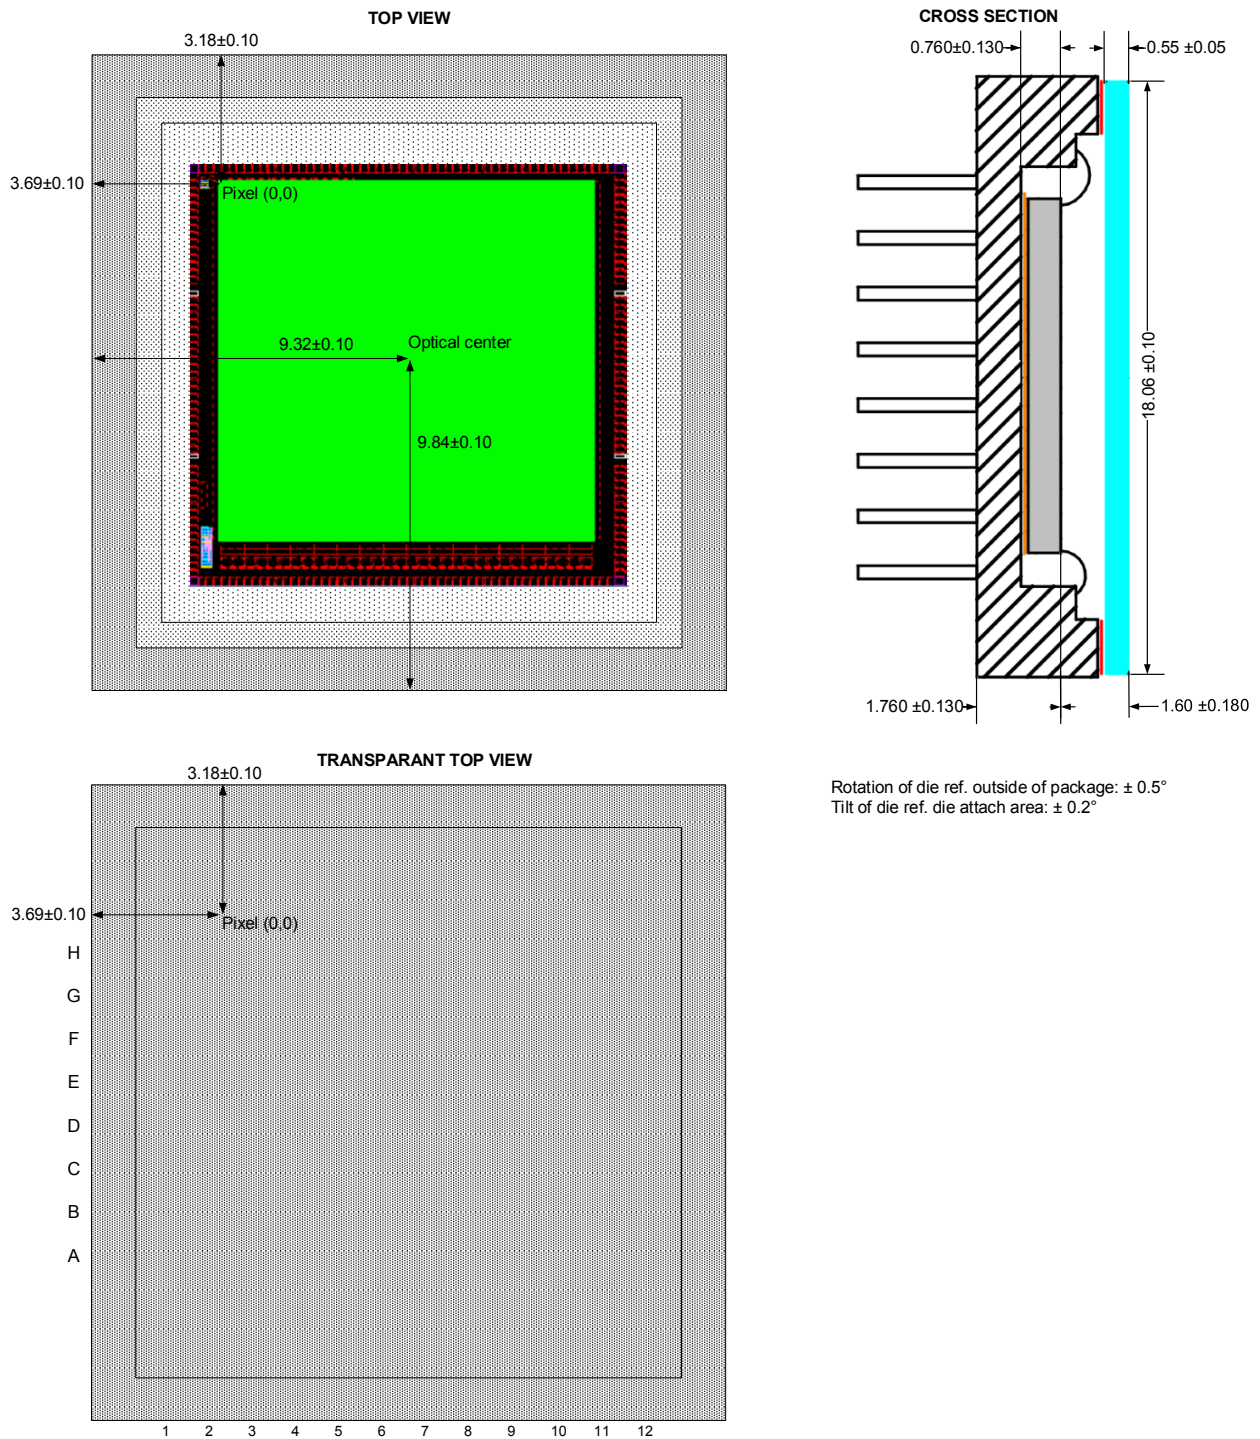 TOP VIEW
3.18±0.10
3.69±0.10
Pixel (0,0)
9.32±0.10
Optical center
9.84±0.10
CROSS SECTION
0.760±0.130
0.55 ±0.05
18.06 ±0.10
1.760 ±0.130
1.60 ±0.180
TRANSPARANT TOP VIEW
3.18±0.10
3.69±0.10
Pixel (0,0)
H
G
F
E
D
C
B
A
1 2 3 4 5 6 7 8 9 10 11 12
Rotation of die ref. outside of package: ± 0.5°
Tilt of die ref. die attach area: ± 0.2°